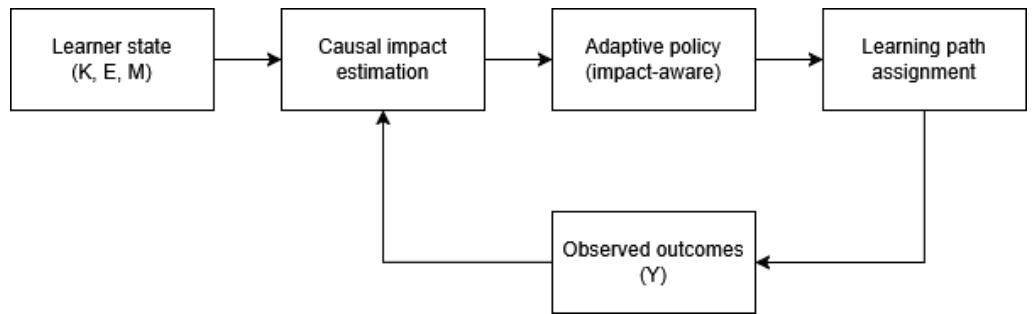 Learner state
(K, E, M)
Causal impact
estimation
Adaptive policy
(impact-aware)
Learning path
assignment
Observed outcomes
(Y)